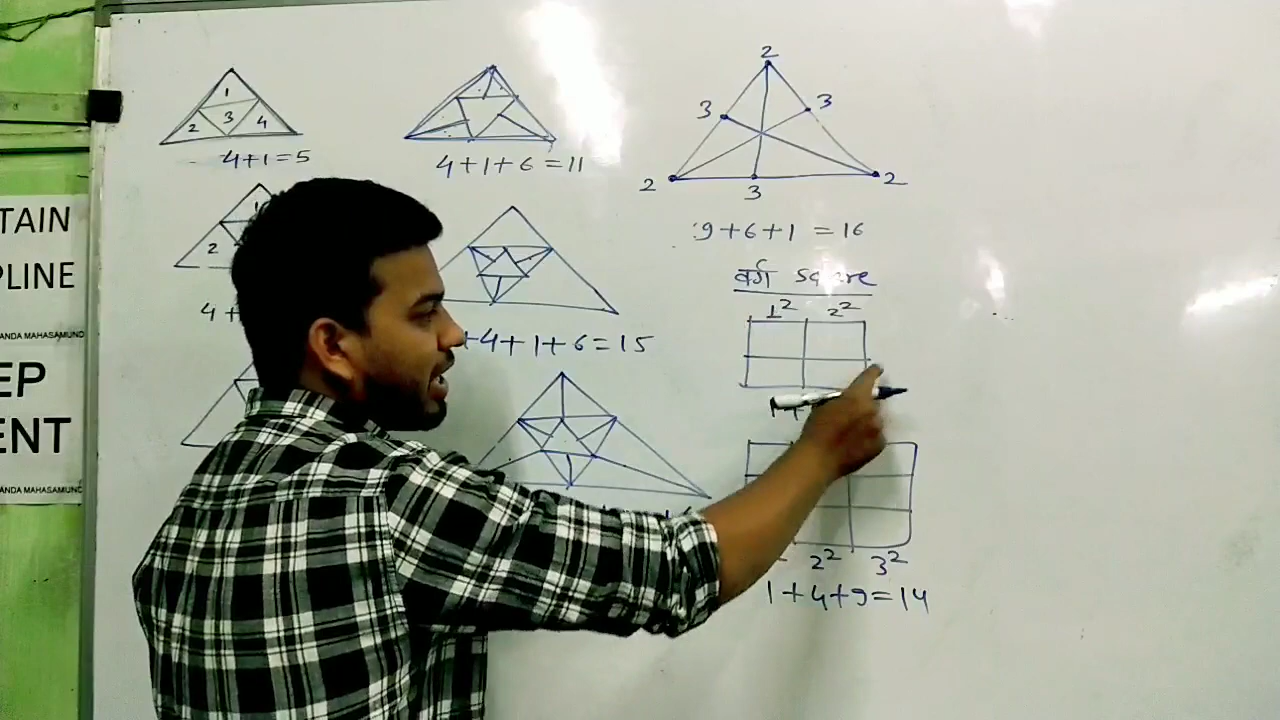 TAIN
PLINE
ANDA MAHASAMUND
EP
ENT
ANDA MAHASAMUND
1
2 3 4
4+1=5
2
4+
4+1+6=11
+4+1+6=15
2
3 3
2 3 2
9+6+1=16
वर्ग square
1² 2²
2² 3²
1+4+9=14